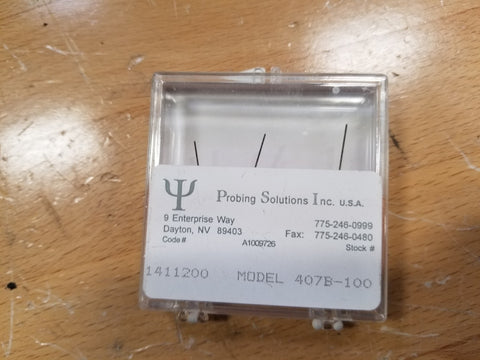 Ψ Probing Solutions Inc. U.S.A.
9 Enterprise Way 775-246-0999
Dayton, NV 89403 Fax: 775-246-0480
Code # A1009726 Stock #
1411200 MODEL 407B-100